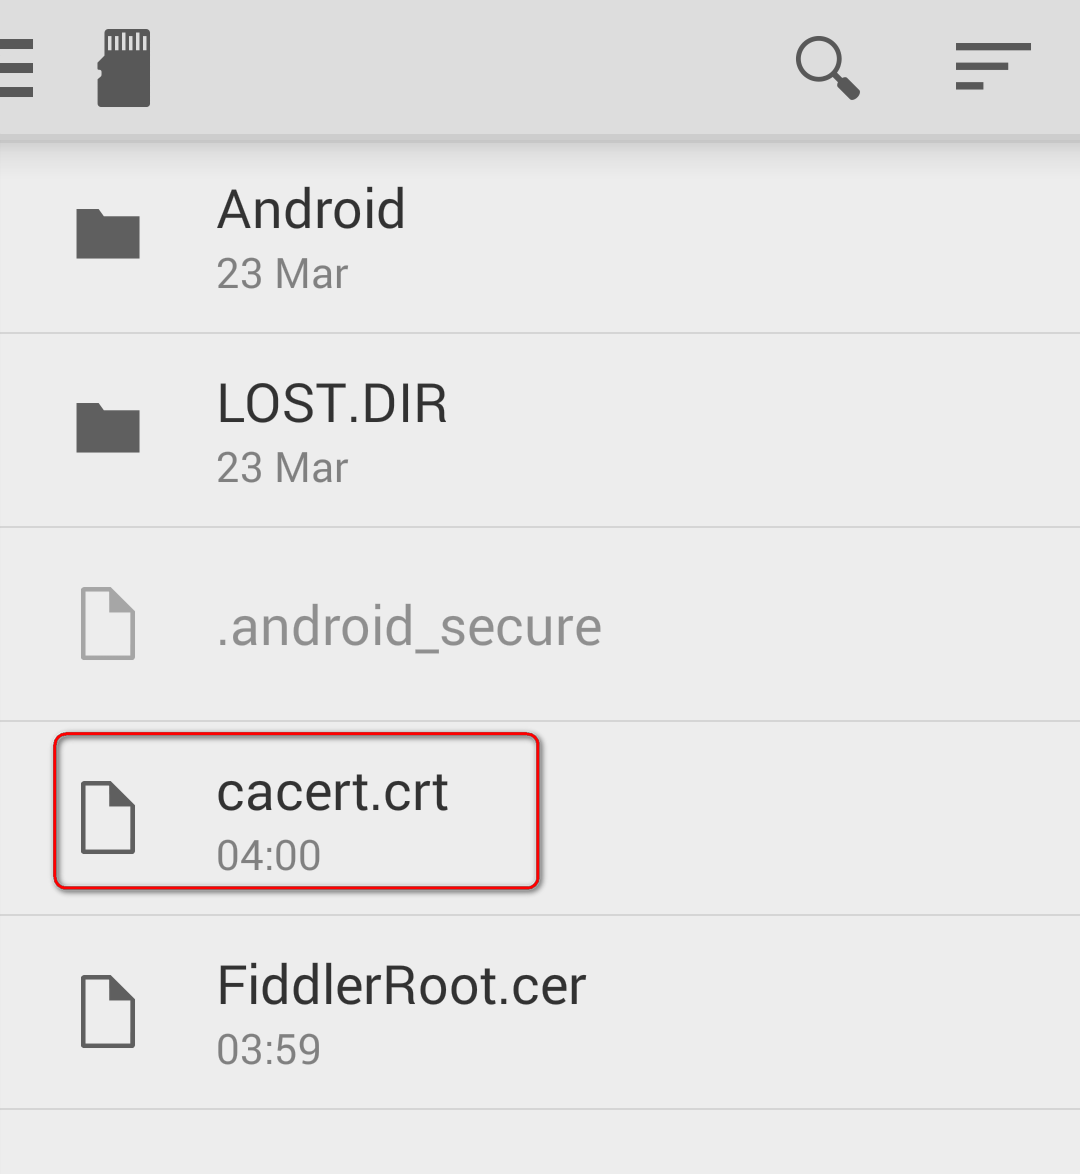 Android
23 Mar
LOST.DIR
23 Mar
.android_secure
cacert.crt
04:00
FiddlerRoot.cer
03:59